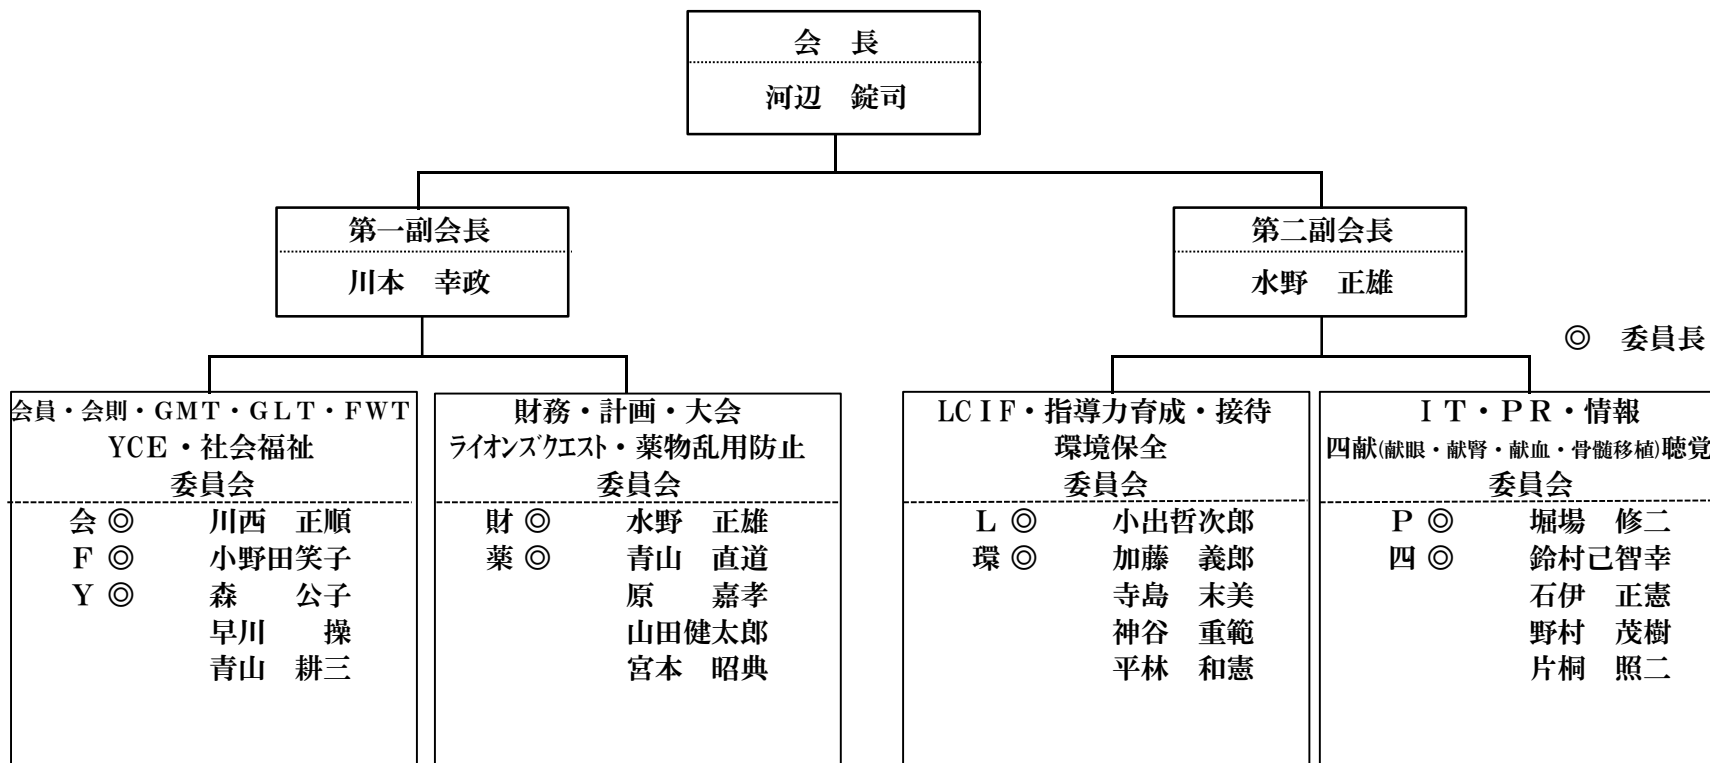 会　長
河辺　錠司
第一副会長
川本　幸政
第二副会長
水野　正雄
◎　委員長
会員・会則・GMT・GLT・FWT
YCE・社会福祉
委員会
会 ◎　川西　正順
F ◎　小野田笑子
Y ◎　森　　公子
早川　　操
青山　耕三
財務・計画・大会
ライオンズクエスト・薬物乱用防止
委員会
財 ◎　水野　正雄
薬 ◎　青山　直道
原　　嘉孝
山田健太郎
宮本　昭典
LCIF・指導力育成・接待
環境保全
委員会
L ◎　小出哲次郎
環 ◎　加藤　義郎
寺島　末美
神谷　重範
平林　和憲
IT・PR・情報
四献(献眼・献腎・献血・骨髄移植)聴覚
委員会
P ◎　堀場　修二
四 ◎　鈴村己智幸
石伊　正憲
野村　茂樹
片桐　照二